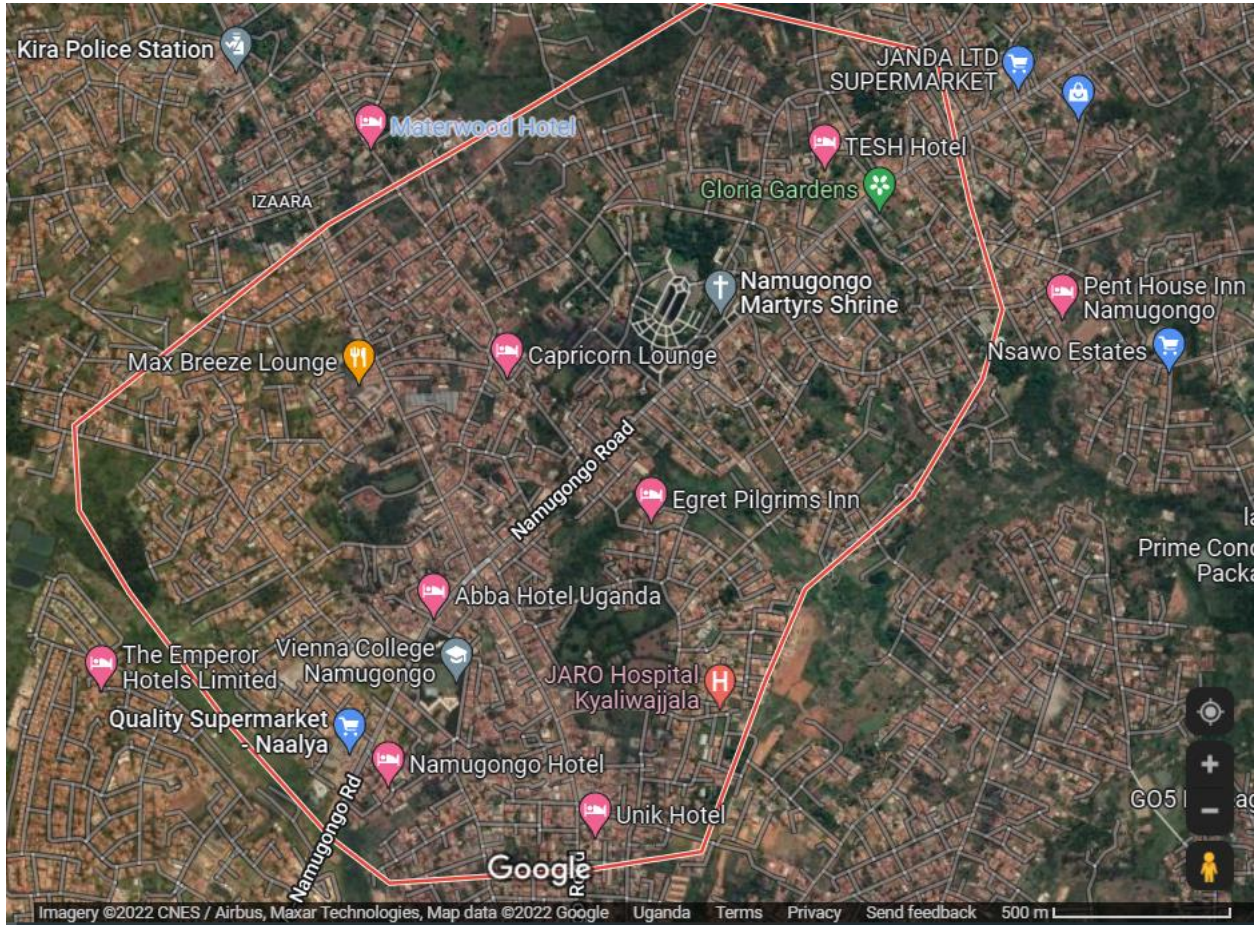 Kira Police Station
JANDA LTD
SUPERMARKET
Materwood Hotel
TESH Hotel
Gloria Gardens
IZAARA
Namugongo
Martyrs Shrine
Pent House Inn
Namugongo
Nsawo Estates
Max Breeze Lounge
Capricorn Lounge
Namugongo Road
Egret Pilgrims Inn
Prime Conc
Packa
Abba Hotel Uganda
The Emperor
Hotels Limited
Vienna College
Namugongo
JARO Hospital
Kyaliwajjala
H
Quality Supermarket
- Naalya
Namugongo Hotel
Namugongo Rd
Unik Hotel
GO5
Google
Imagery ©2022 CNES / Airbus, Maxar Technologies, Map data ©2022 Google Uganda Terms Privacy Send feedback 500 m